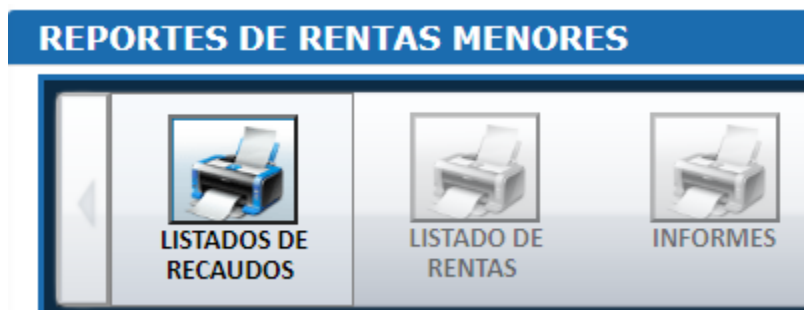 REPORTES DE RENTAS MENORES
LISTADOS DE
RECAUDOS
LISTADO DE
RENTAS
INFORMES